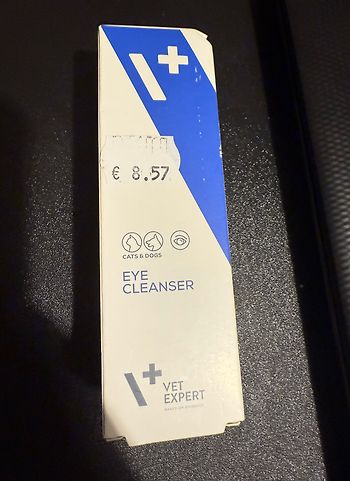 € 8.57
CATS & DOGS
EYE
CLEANSER
VET
EXPERT